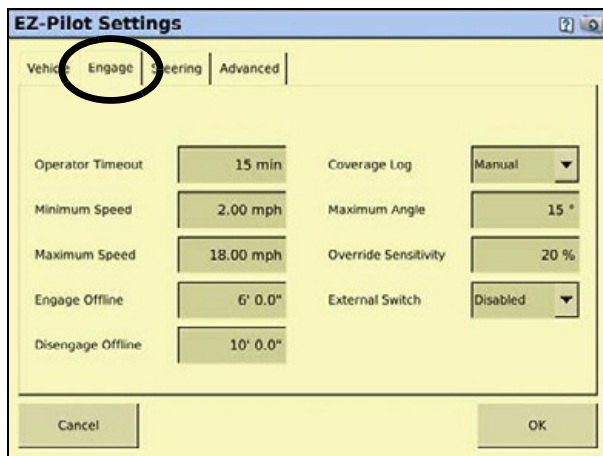 EZ-Pilot Settings
Vehicle Engage Steering Advanced
Operator Timeout 15 min Coverage Log Manual
Minimum Speed 2.00 mph Maximum Angle 15 °
Maximum Speed 18.00 mph Override Sensitivity 20 %
Engage Offline 6' 0.0" External Switch Disabled
Disengage Offline 10' 0.0"
Cancel OK